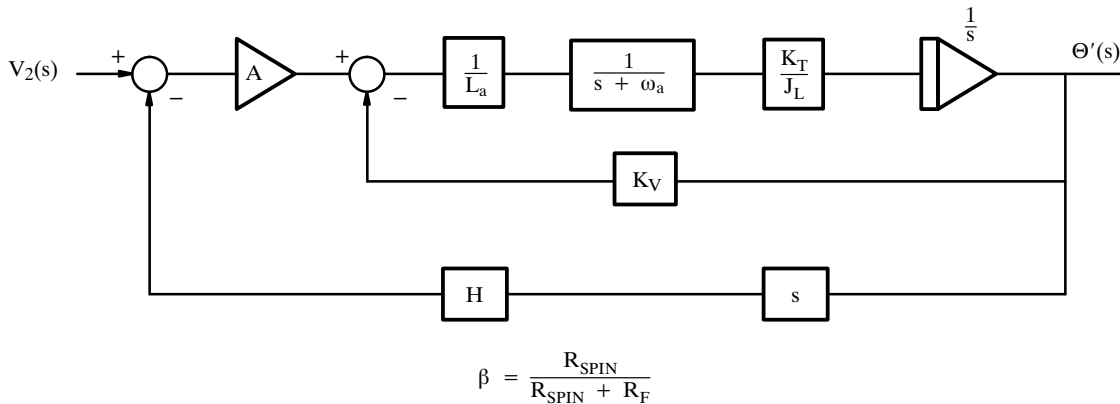 1/s
V₂(s) + − A + − 1/Lₐ 1/(s + ωₐ) K_T/J_L Θ′(s)
K_V
H s
β = R_SPIN/(R_SPIN + R_F)